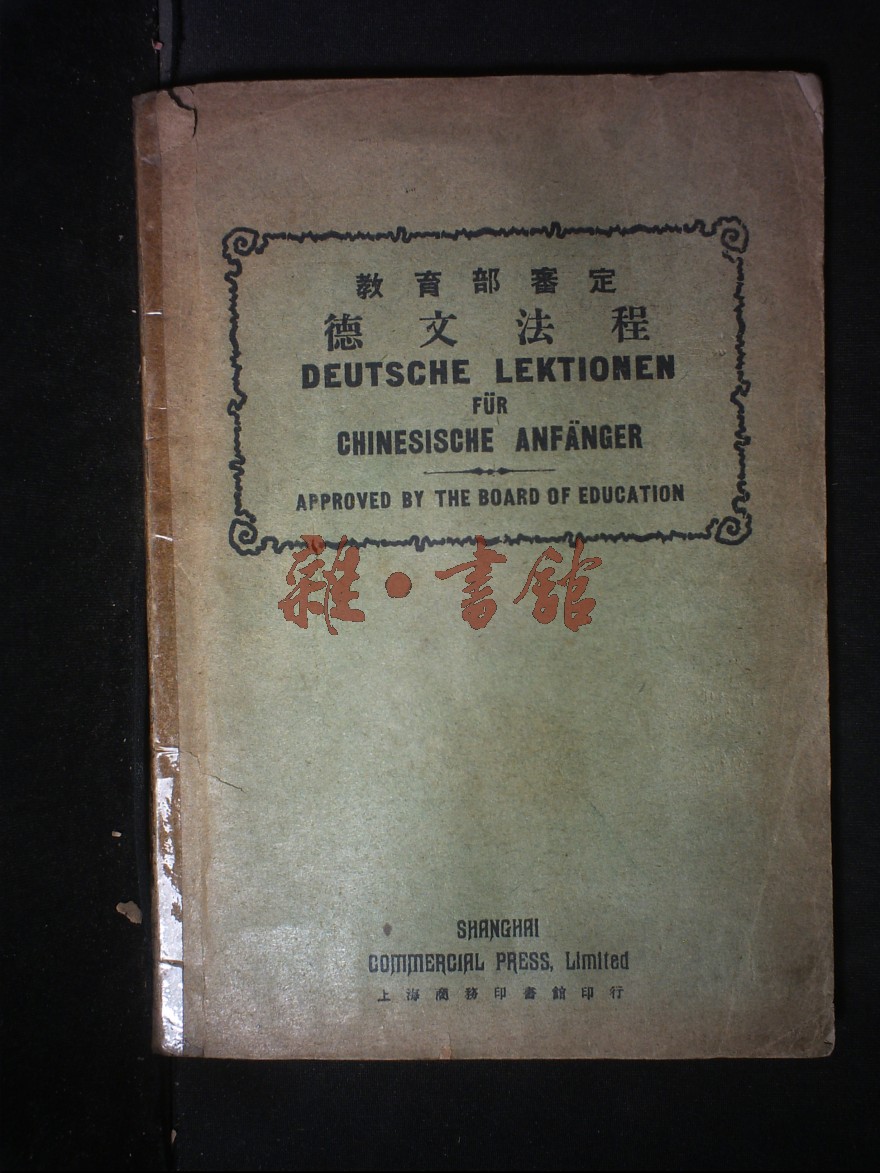 教育部審定
德文法程
DEUTSCHE LEKTIONEN
FÜR
CHINESISCHE ANFÄNGER
APPROVED BY THE BOARD OF EDUCATION
雜·書館
SHANGHAI
COMMERCIAL PRESS, Limited
上海商務印書館印行